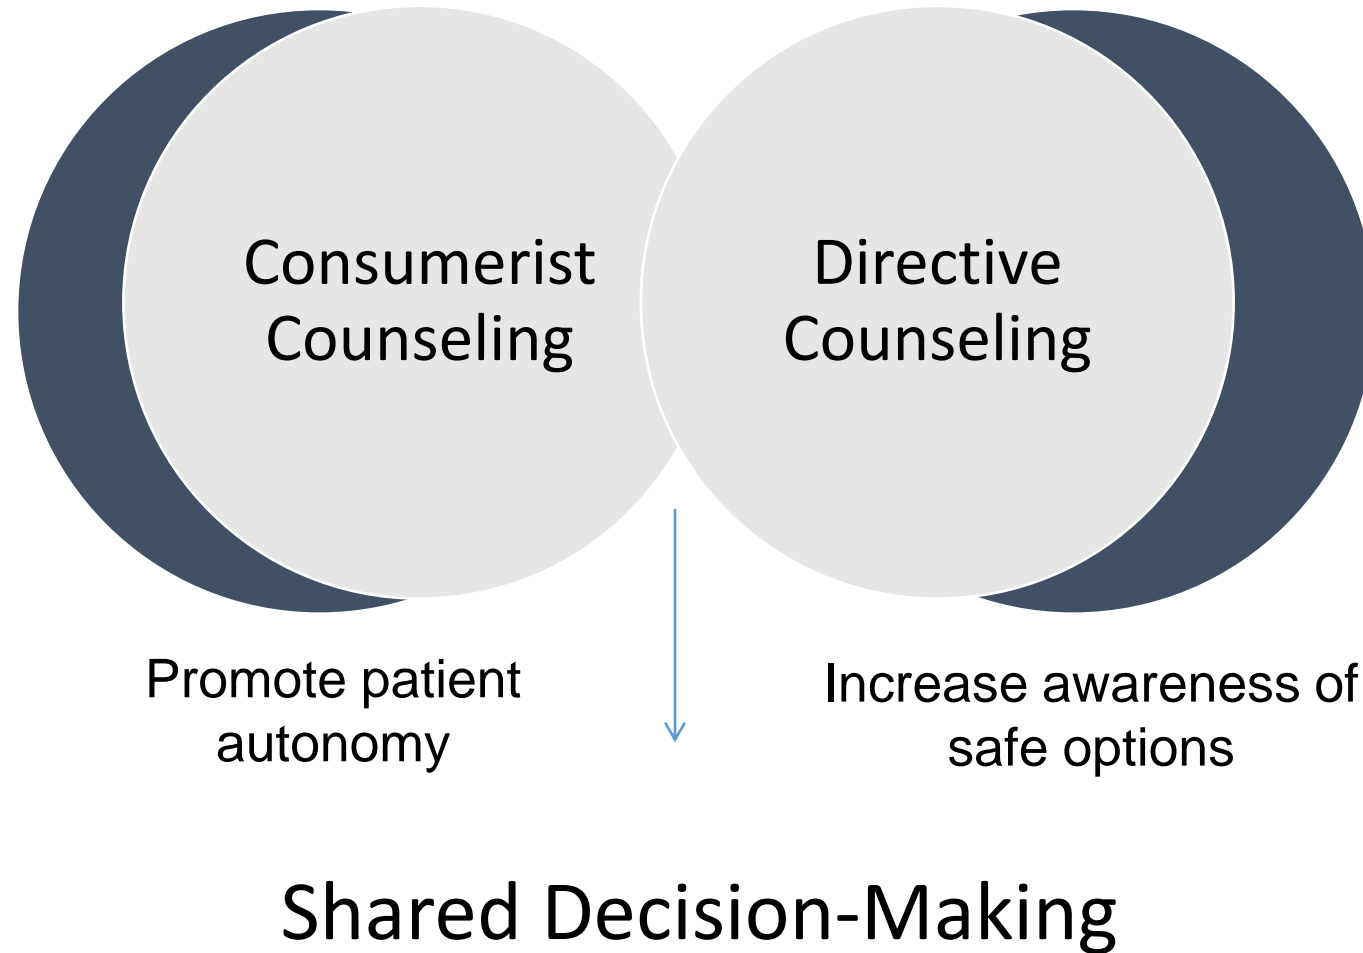 Consumerist
Counseling
Directive
Counseling
Promote patient
autonomy
Increase awareness of
safe options
Shared Decision-Making